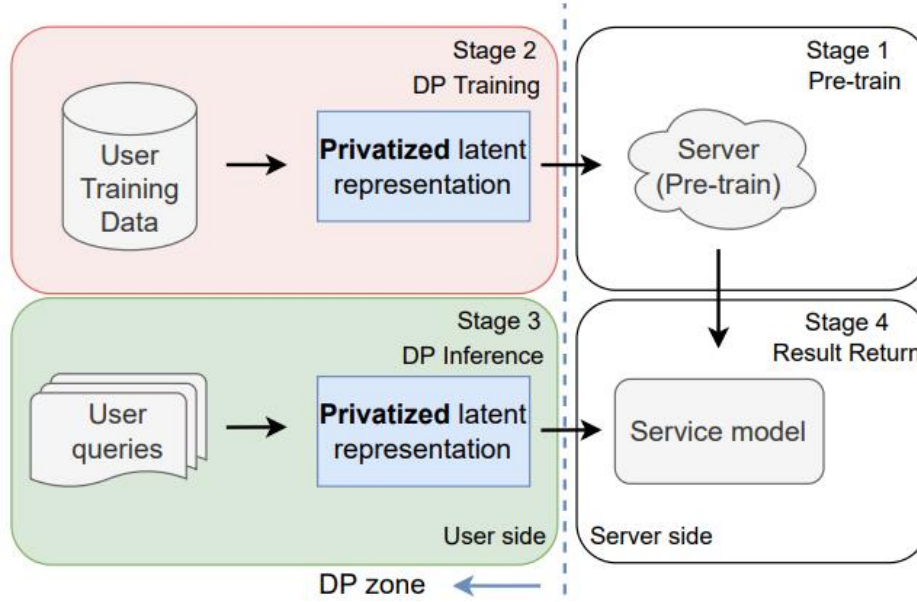 Stage 2
DP Training
User
Training
Data
Privatized latent
representation
Stage 1
Pre-train
Server
(Pre-train)
Stage 3
DP Inference
User
queries
Privatized latent
representation
User side
Stage 4
Result Return
Service model
Server side
DP zone